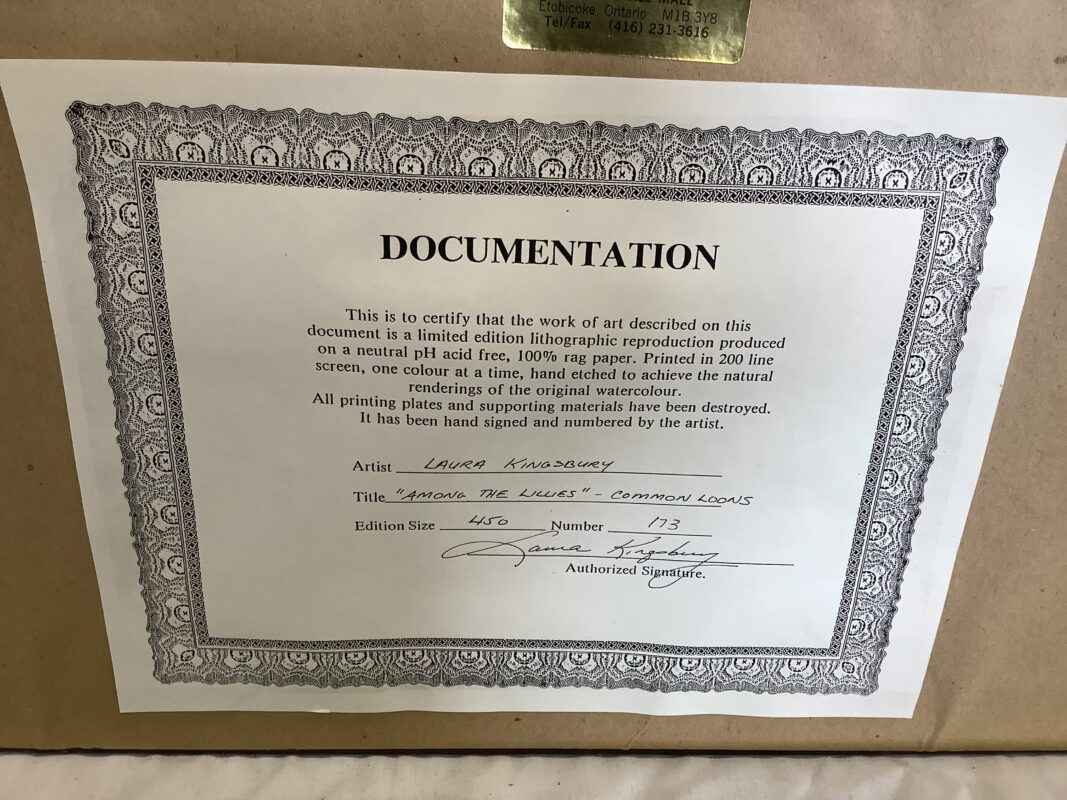 MALL
Etobicoke, Ontario M1B 3Y8
Tel/Fax (416) 231-3616
DOCUMENTATION
This is to certify that the work of art described on this
document is a limited edition lithographic reproduction produced
on a neutral pH acid free, 100% rag paper. Printed in 200 line
screen, one colour at a time, hand etched to achieve the natural
renderings of the original watercolour.
All printing plates and supporting materials have been destroyed.
It has been hand signed and numbered by the artist.
Artist LAURA KINGSBURY
Title "AMONG THE LILLIES" - COMMON LOONS
Edition Size 450 Number 173
Laura Kingsbury
Authorized Signature.